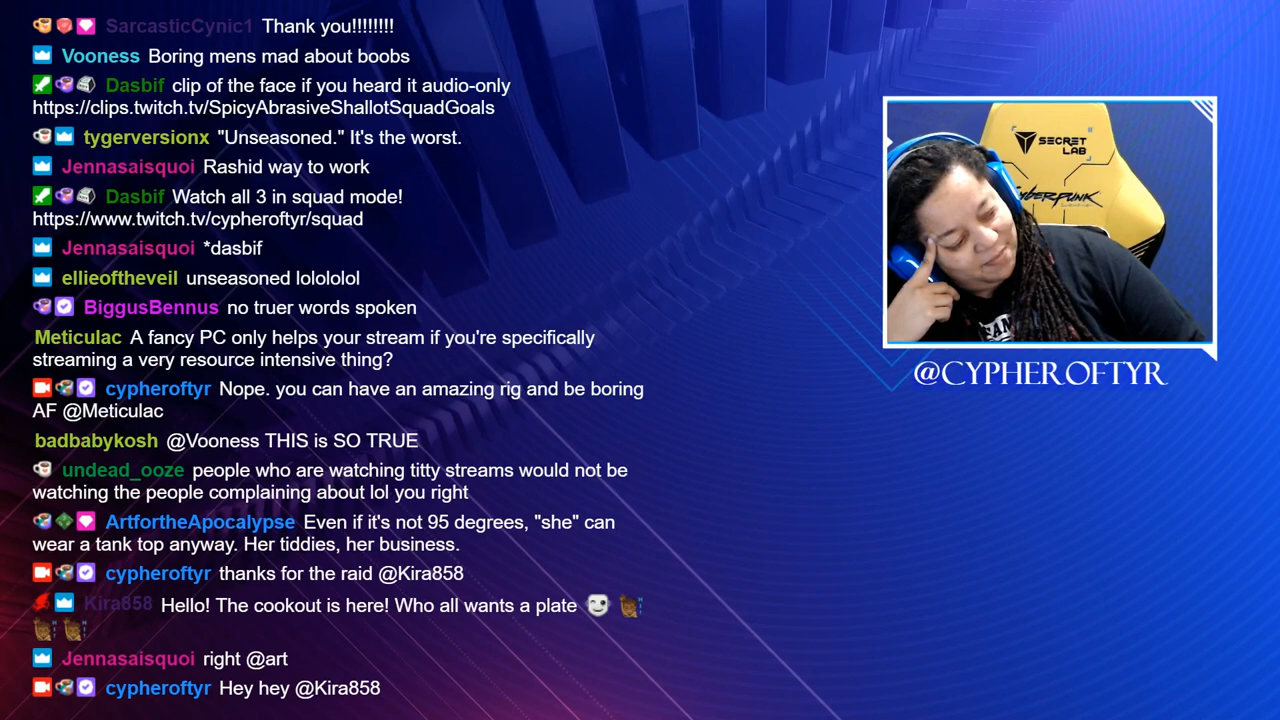 SarcasticCynic1 Thank you!!!!!!!!
Vooness Boring mens mad about boobs
Dasbif clip of the face if you heard it audio-only
https://clips.twitch.tv/SpicyAbrasiveShallotSquadGoals
tygerversionx "Unseasoned." It's the worst.
Jennasaisquoi Rashid way to work
Dasbif Watch all 3 in squad mode!
https://www.twitch.tv/cypheroftyr/squad
Jennasaisquoi *dasbif
ellieoftheveil unseasoned lolololol
BiggusBennus no truer words spoken
Meticulac A fancy PC only helps your stream if you're specifically
streaming a very resource intensive thing?
cypheroftyr Nope. you can have an amazing rig and be boring
AF @Meticulac
badbabykosh @Vooness THIS is SO TRUE
undead_ooze people who are watching titty streams would not be
watching the people complaining about lol you right
ArtfortheApocalypse Even if it's not 95 degrees, "she" can
wear a tank top anyway. Her tiddies, her business.
cypheroftyr thanks for the raid @Kira858
Kira858 Hello! The cookout is here! Who all wants a plate
Jennasaisquoi right @art
cypheroftyr Hey hey @Kira858
SECRET
LAB
CYBERPUNK
@CYPHEROFTYR